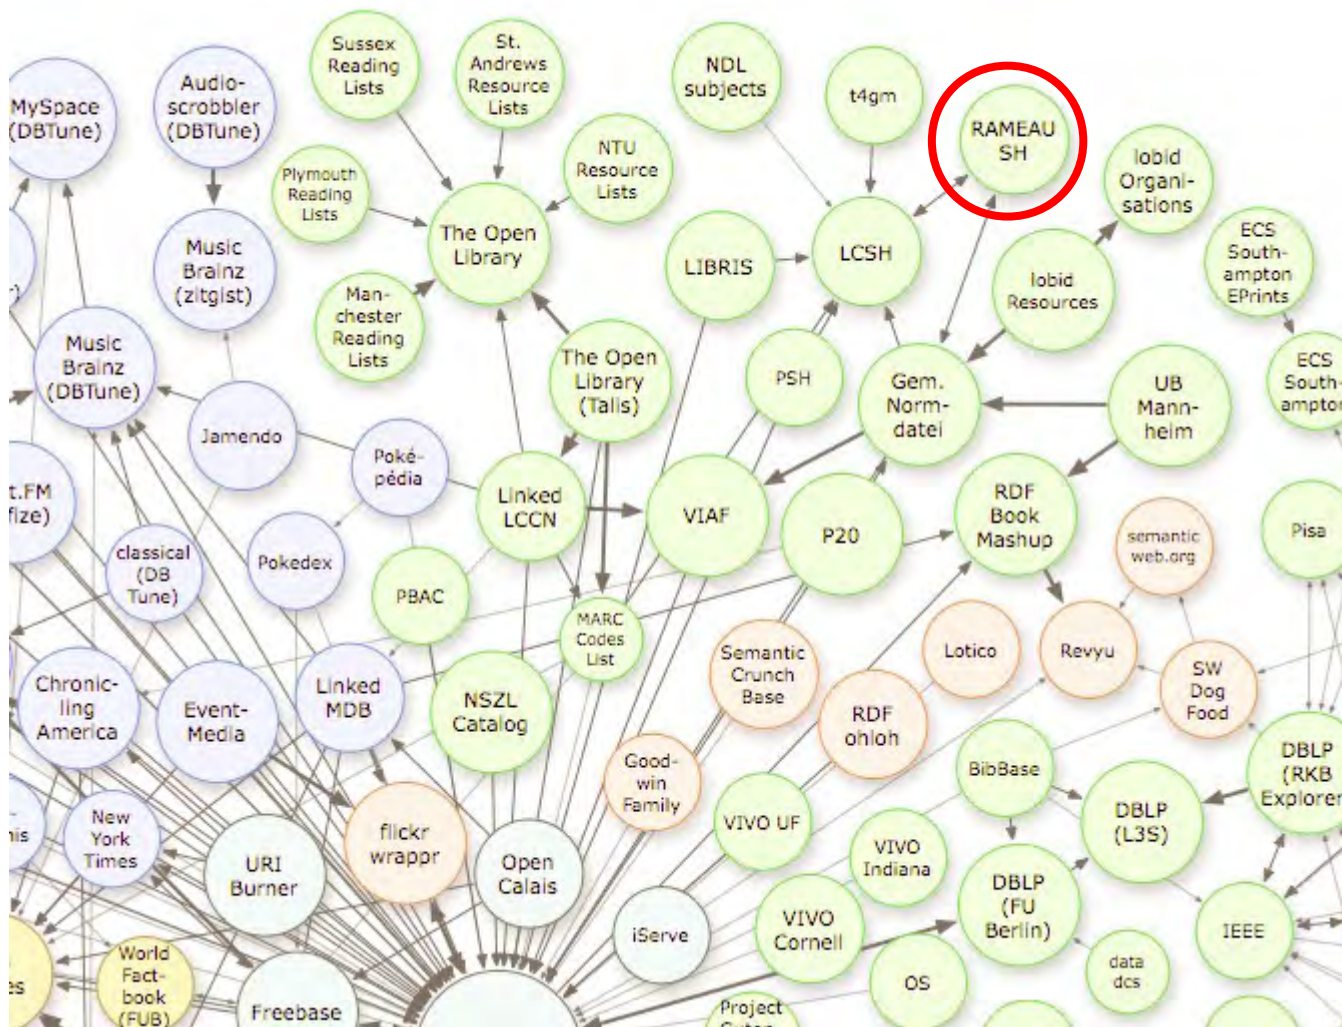 Sussex
Reading
Lists
St.
Andrews
Resource
Lists
NDL
subjects
t4gm
RAMEAU
SH
MySpace
(DBTune)
Audio-
scrobbler
(DBTune)
NTU
Resource
Lists
lobid
Organi-
sations
Plymouth
Reading
Lists
The Open
Library
Music
Brainz
(zitgist)
LIBRIS
LCSH
lobid
Resources
ECS
South-
ampton
EPrints
Man-
chester
Reading
Lists
Music
Brainz
(DBTune)
The Open
Library
(Talis)
PSH
Gem.
Norm-
datei
UB
Mann-
heim
ECS
South-
ampton
Jamendo
Poké-
pédia
Linked
LCCN
VIAF
P20
RDF
Book
Mashup
semantic
web.org
Pisa
t.FM
fize)
classical
(DB
Tune)
Pokedex
PBAC
MARC
Codes
List
Semantic
Crunch
Base
Lotico
Revyu
SW
Dog
Food
Chronic-
ling
America
Event-
Media
Linked
MDB
NSZL
Catalog
RDF
ohloh
Good-
win
Family
BibBase
DBLP
(RKB
Explorer
New
York
Times
URI
Burner
flickr
wrappr
Open
Calais
VIVO UF
VIVO
Indiana
DBLP
(L3S)
DBLP
(FU
Berlin)
IEEE
iServe
VIVO
Cornell
data
dcs
OS
World
Fact-
book
(FUB)
Freebase
Project